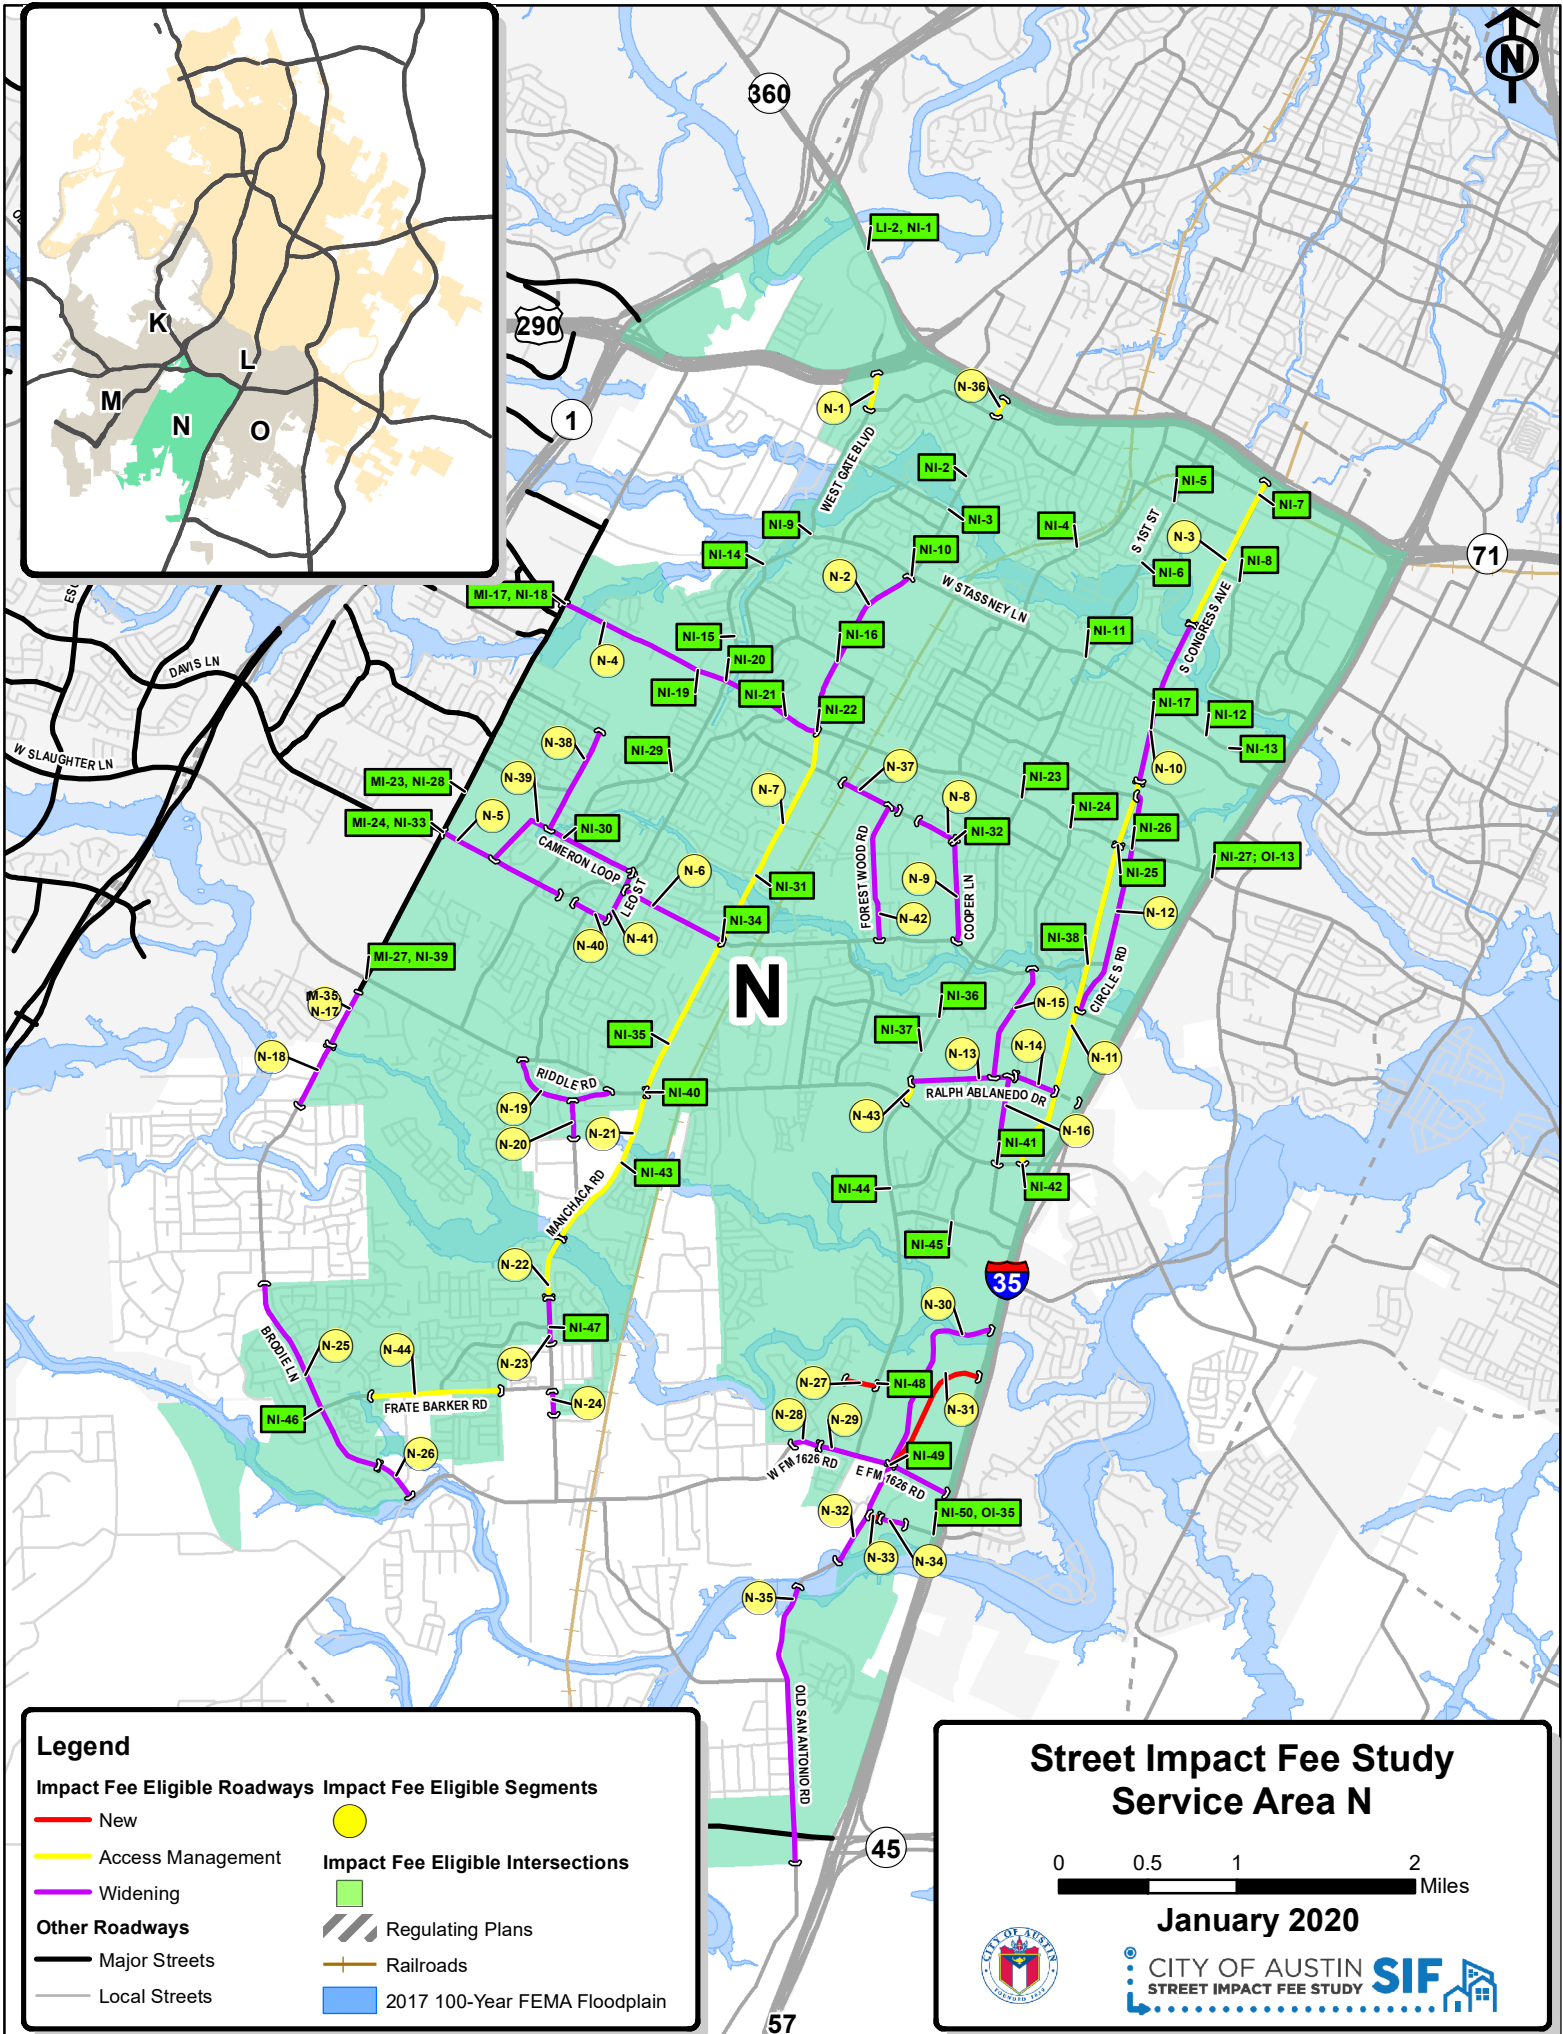 K
L
M
N
O
N
360
LI-2, NI-1
290
1
N-1
N-36
WEST GATE BLVD
NI-2
NI-5
NI-7
NI-9
NI-3
NI-4
S 1ST ST
N-3
NI-14
NI-10
NI-8
71
N-2
NI-6
MI-17, NI-18
W STASSNEY LN
S CONGRESS AVE
NI-15
NI-16
NI-11
N-4
NI-20
DAVIS LN
NI-19
NI-21
NI-22
NI-17
NI-12
W SLAUGHTER LN
N-38
NI-29
NI-13
N-39
N-37
N-10
MI-23, NI-28
N-7
N-8
NI-23
MI-24, NI-33
N-5
NI-30
NI-24
NI-32
NI-26
CAMERON LOOP
FORESTWOOD RD
NI-27; OI-13
N-6
NI-31
N-9
NI-25
LEO ST
COOPER LN
NI-34
N-42
N-12
N-40
N-41
NI-38
MI-27, NI-39
N
CIRCLE S RD
M-35,
N-17
NI-36
N-15
NI-35
NI-37
N-18
N-13
N-14
N-11
RIDDLE RD
NI-40
RALPH ABLANEDO DR
N-19
N-43
N-20
N-21
N-16
NI-41
NI-43
NI-44
NI-42
MANCHACA RD
NI-45
N-22
35
N-30
NI-47
BRODIE LN
N-25
N-44
N-23
N-27
NI-48
FRATE BARKER RD
N-24
N-31
NI-46
N-28
N-29
N-26
NI-49
W FM 1626 RD
E FM 1626 RD
N-32
NI-50, OI-35
N-33
N-34
N-35
OLD SAN ANTONIO RD
45
57
Legend
Impact Fee Eligible Roadways
New
Access Management
Widening
Other Roadways
Major Streets
Local Streets
Impact Fee Eligible Segments
Impact Fee Eligible Intersections
Regulating Plans
Railroads
2017 100-Year FEMA Floodplain
Street Impact Fee Study
Service Area N
0 0.5 1 2
Miles
January 2020
CITY OF AUSTIN
FOUNDED 1839
CITY OF AUSTIN
STREET IMPACT FEE STUDY
SIF